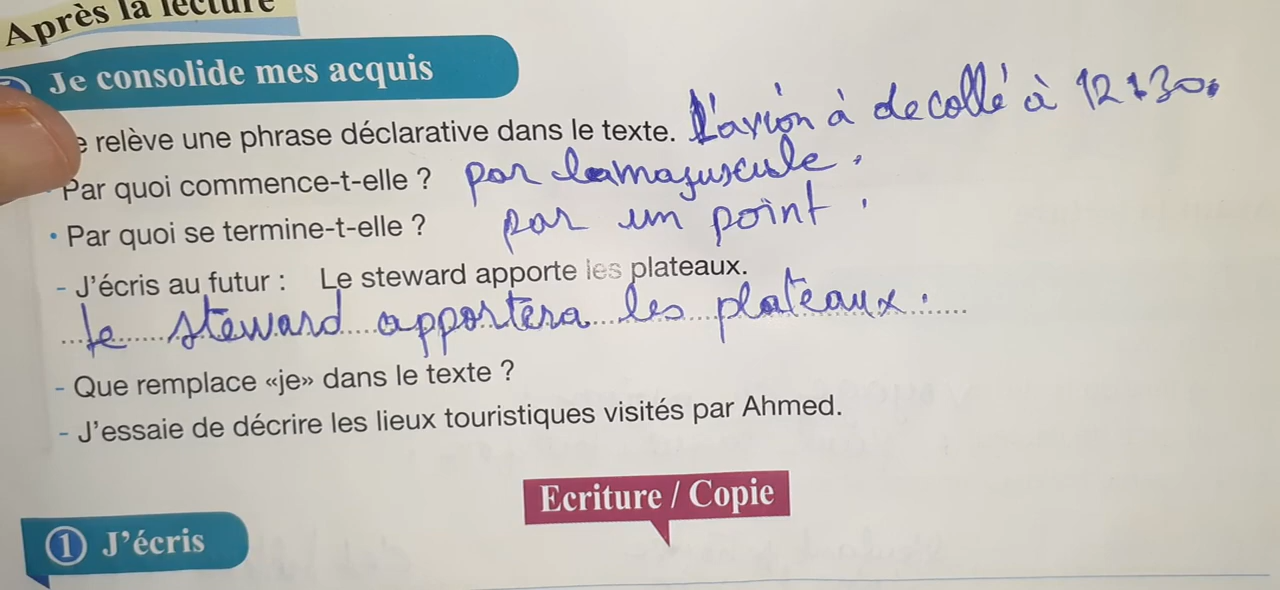 Après la lecture
Je consolide mes acquis
e relève une phrase déclarative dans le texte. L'avion à decollé à 12 h 30.
Par quoi commence-t-elle ? par la majuscule.
• Par quoi se termine-t-elle ? par un point.
- J'écris au futur : Le steward apporte les plateaux.
le steward apportera les plateaux.
- Que remplace «je» dans le texte ?
- J'essaie de décrire les lieux touristiques visités par Ahmed.
Ecriture / Copie
1 J'écris